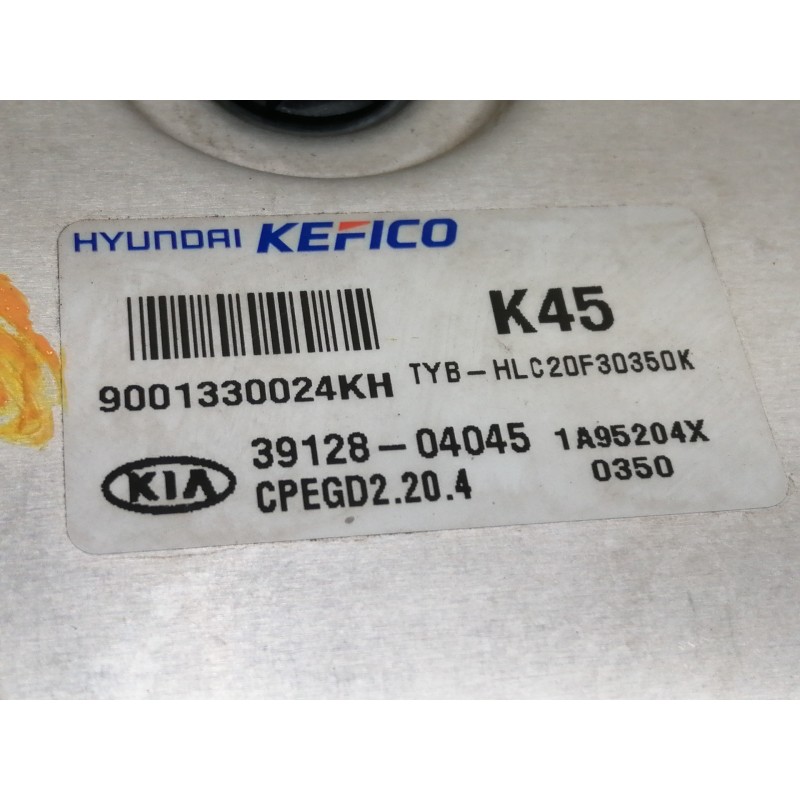 HYUNDAI KEFICO
K45
9001330024KH TYB-HLC20F30350K
39128-04045 1A95204X
KIA CPEGD2.20.4 0350